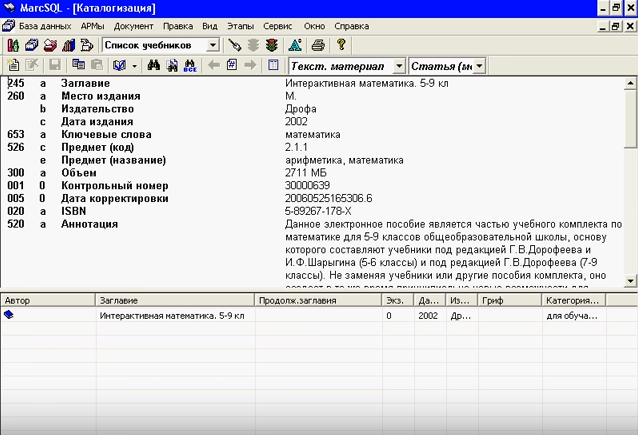 MarcSQL - [Каталогизация]
База данных АРМы Документ Правка Вид Этапы Сервис Окно Справка
Список учебников
ВСЕ Текст. материал Статья (м
245 a Заглавие Интерактивная математика. 5-9 кл
260 a Место издания М.
b Издательство Дрофа
c Дата издания 2002
653 a Ключевые слова математика
526 c Предмет (код) 2.1.1
e Предмет (название) арифметика, математика
300 a Объем 2711 МБ
001 0 Контрольный номер 30000639
005 0 Дата корректировки 20060525165306.6
020 a ISBN 5-89267-178-X
520 a Аннотация Данное электронное пособие является частью учебного комплекта по
математике для 5-9 классов общеобразовательной школы, основу
которого составляют учебники под редакцией Г.В.Дорофеева и
И.Ф.Шарыгина (5-6 классы) и под редакцией Г.В.Дорофеева (7-9
классы). Не заменяя учебники или другие пособия комплекта, оно
Автор Заглавие Продолж.заглавия Экз. Да... Из... Гриф Категория...
Интерактивная математика. 5-9 кл 0 2002 Др... для обуча...